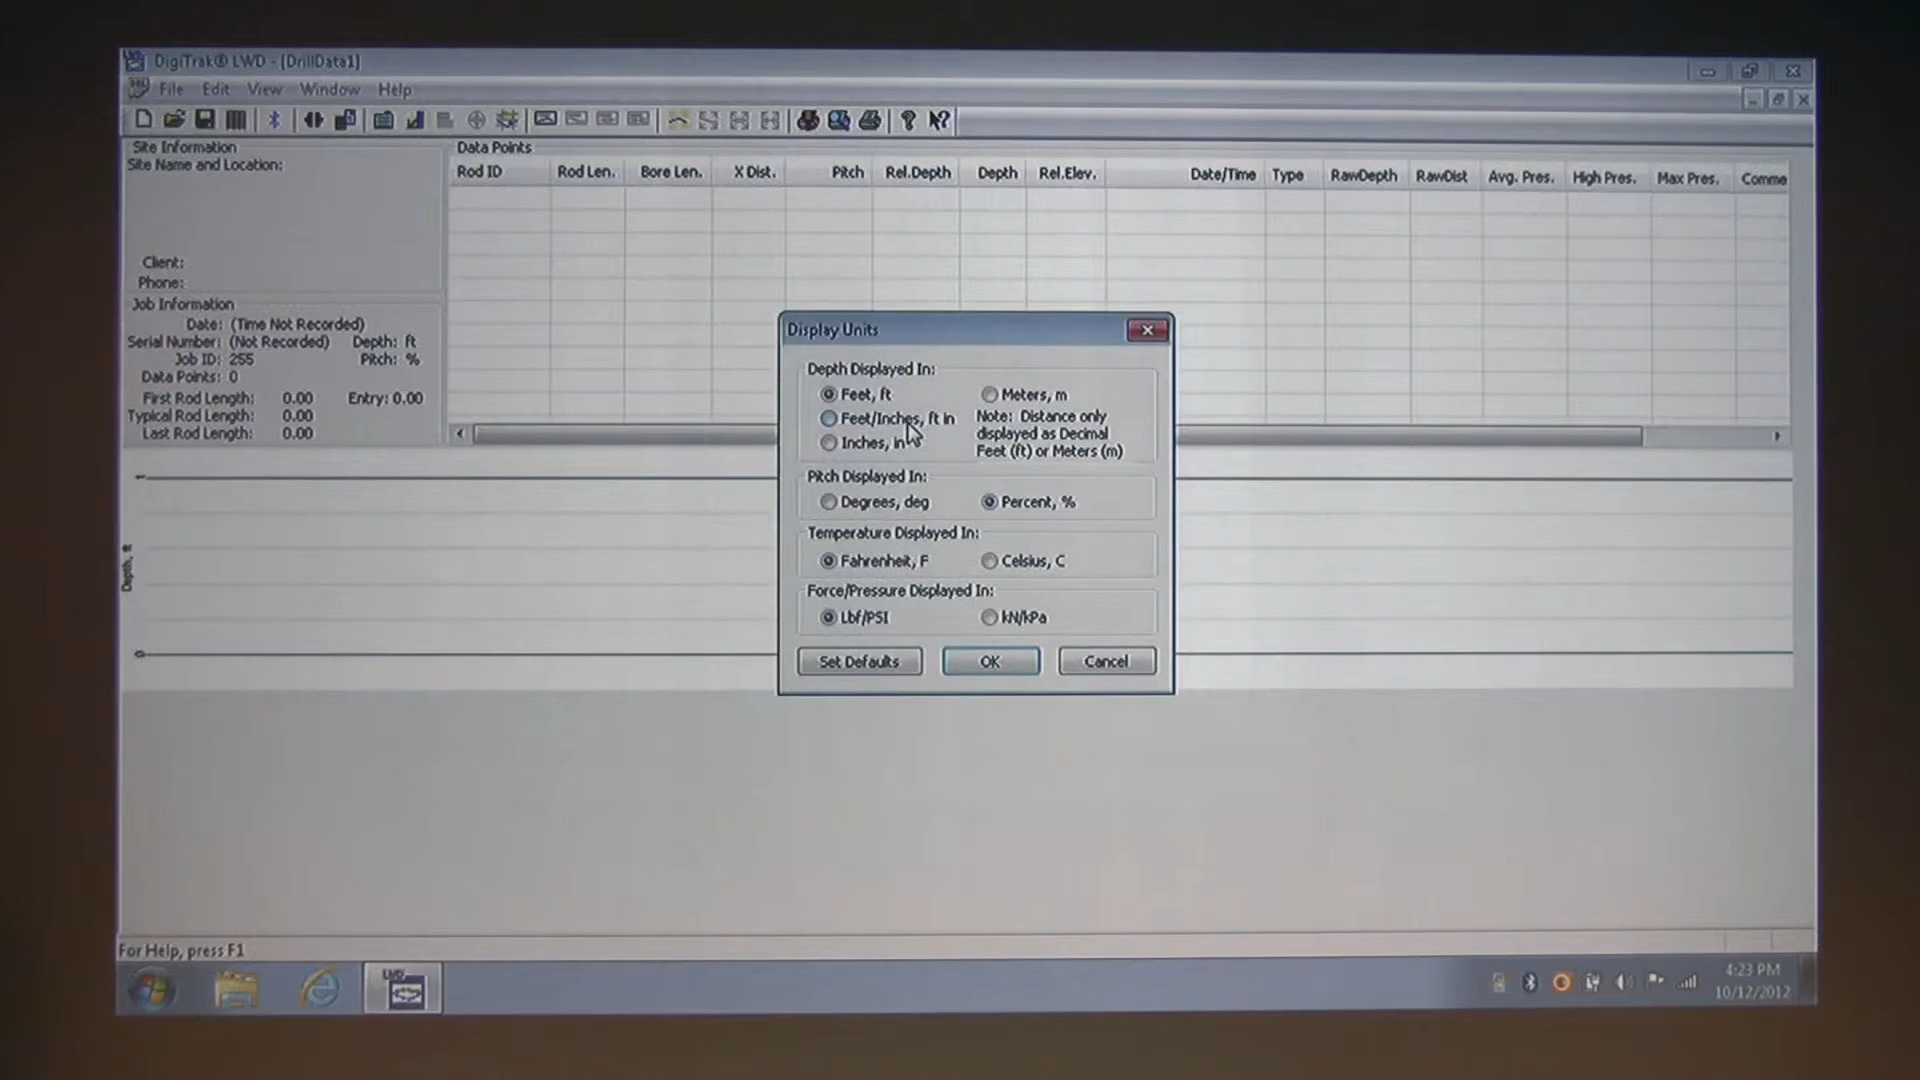 DigiTrak® LWD - [DrillData1]
File Edit View Window Help
Site Information
Site Name and Location:
Client:
Phone:
Job Information
Date: (Time Not Recorded)
Serial Number: (Not Recorded) Depth: ft
Job ID: 255 Pitch: %
Data Points: 0
First Rod Length: 0.00 Entry: 0.00
Typical Rod Length: 0.00
Last Rod Length: 0.00
Data Points
Rod ID Rod Len. Bore Len. X Dist. Pitch Rel.Depth Depth Rel.Elev. Date/Time Type RawDepth RawDist Avg. Pres. High Pres. Max Pres. Comme
Display Units
Depth Displayed In:
Feet, ft Meters, m
Feet/Inches, ft in
Inches, in
Note: Distance only
displayed as Decimal
Feet (ft) or Meters (m)
Pitch Displayed In:
Degrees, deg Percent, %
Temperature Displayed In:
Fahrenheit, F Celsius, C
Force/Pressure Displayed In:
Lbf/PSI kN/kPa
Set Defaults OK Cancel
Depth, ft
0
For Help, press F1
LWD
4:23 PM
10/12/2012